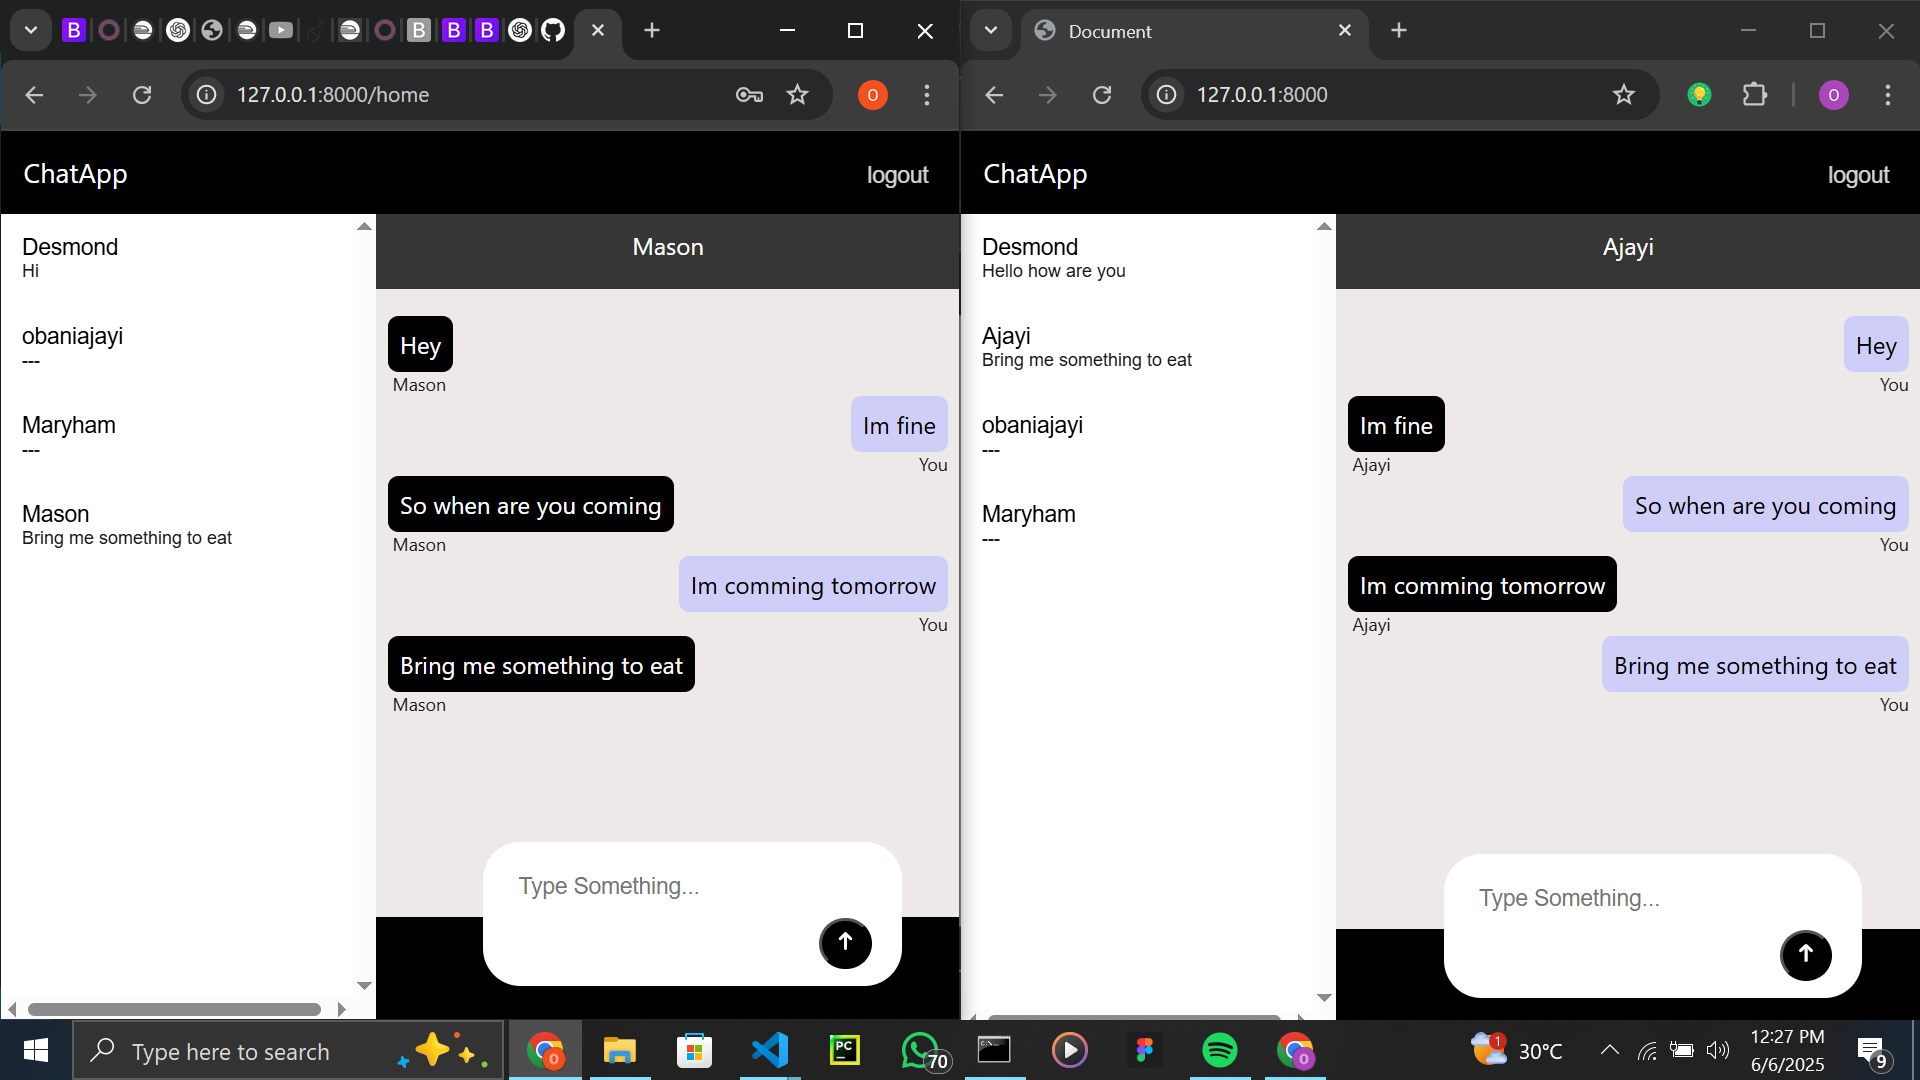 127.0.0.1:8000/home
O
ChatApp
logout
Desmond
Hi
obaniajayi
---
Maryham
---
Mason
Bring me something to eat
Mason
Hey
Mason
Im fine
You
So when are you coming
Mason
Im comming tomorrow
You
Bring me something to eat
Mason
Type Something...
Document
127.0.0.1:8000
O
ChatApp
logout
Desmond
Hello how are you
Ajayi
Bring me something to eat
obaniajayi
---
Maryham
---
Ajayi
Hey
You
Im fine
Ajayi
So when are you coming
You
Im comming tomorrow
Ajayi
Bring me something to eat
You
Type Something...
Type here to search
O
PC
70
O
1
30°C
12:27 PM
6/6/2025
9